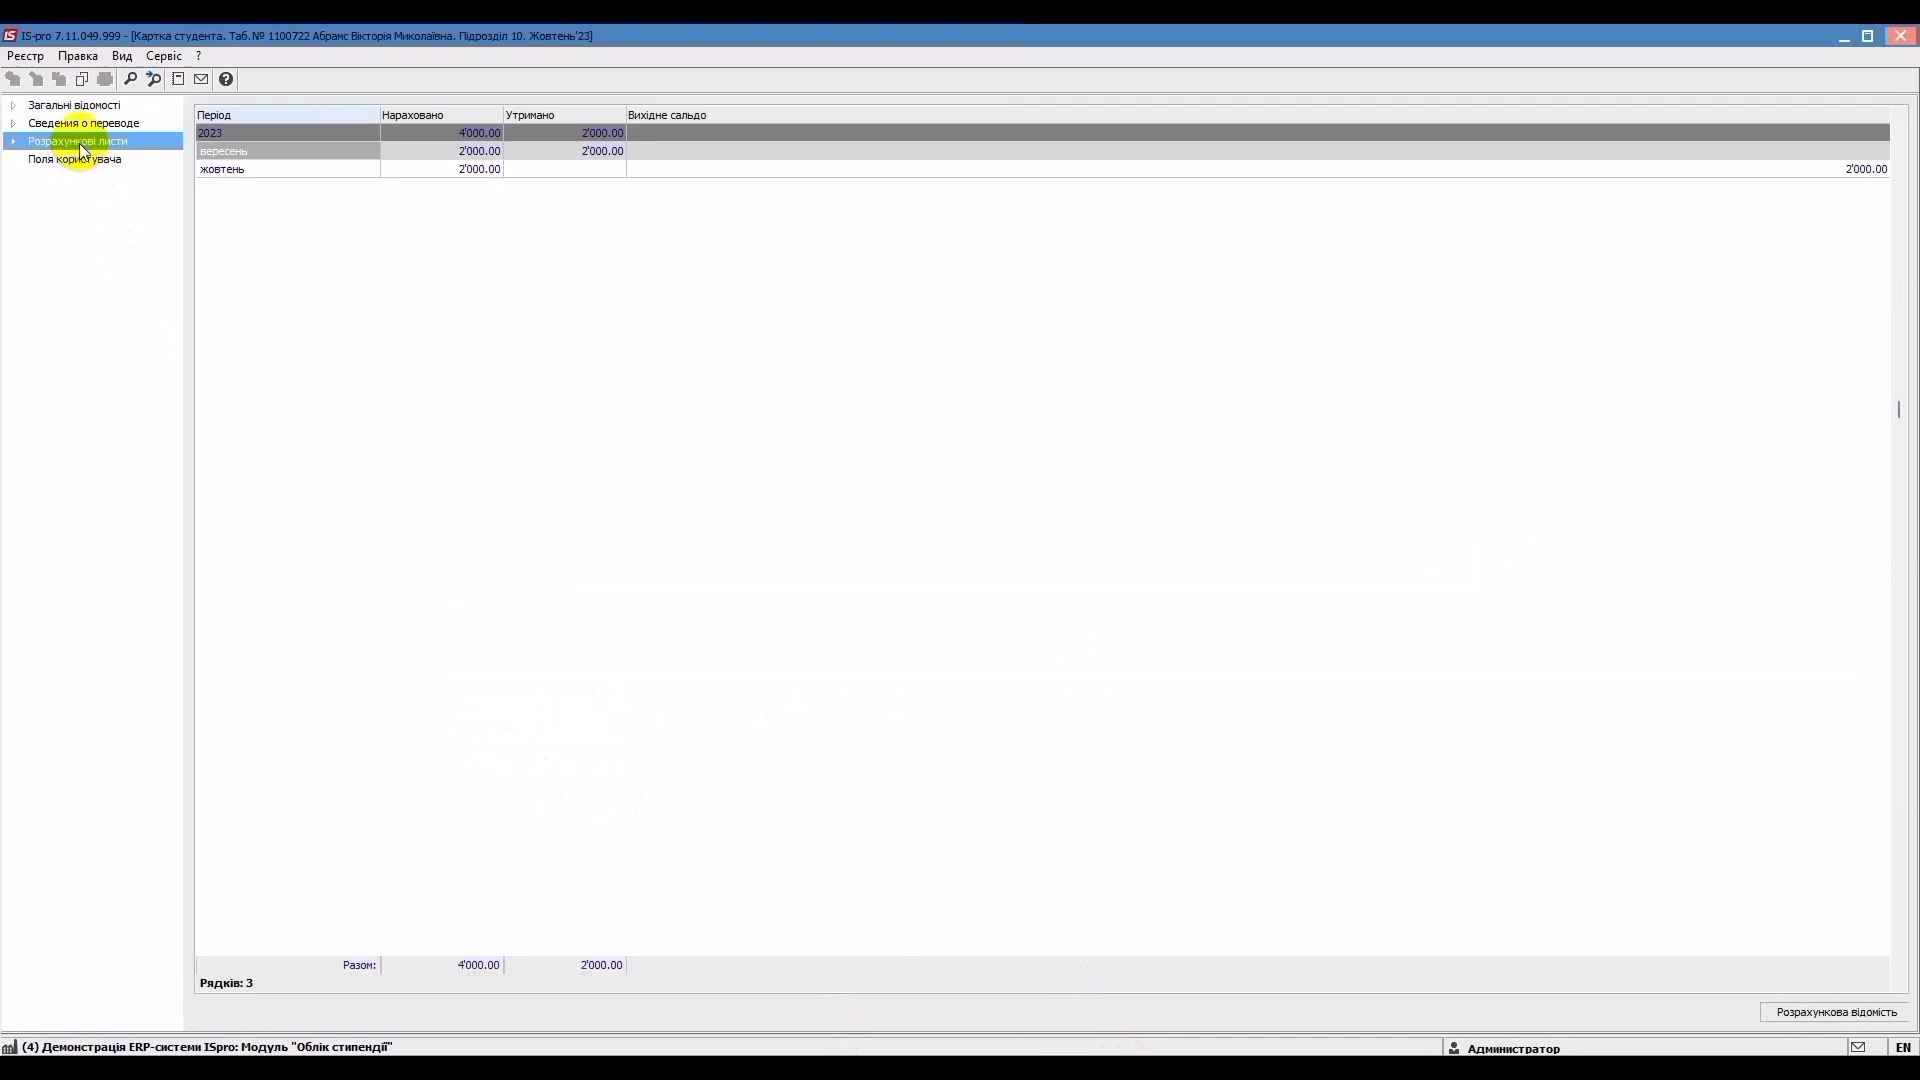 IS-pro 7.11.049.999 - [Картка студента. Таб.№ 1100722 Абрамс Вікторія Миколаївна. Підрозділ 10. Жовтень'23]
Реєстр Правка Вид Сервіс ?
Загальні відомості
Сведения о переводе
Розрахункові листи
Поля користувача
Період Нараховано Утримано Вихідне сальдо
2023 4'000.00 2'000.00
вересень 2'000.00 2'000.00
жовтень 2'000.00 2'000.00
Разом: 4'000.00 2'000.00
Рядків: 3
Розрахункова відомість
(4) Демонстрація ERP-системи ISpro: Модуль "Облік стипендії" Администратор EN